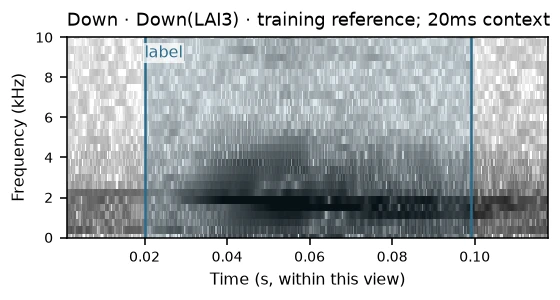 Down · Down(LAI3) · training reference; 20ms context
label
Frequency (kHz)
10
8
6
4
2
0
0.02 0.04 0.06 0.08 0.10
Time (s, within this view)